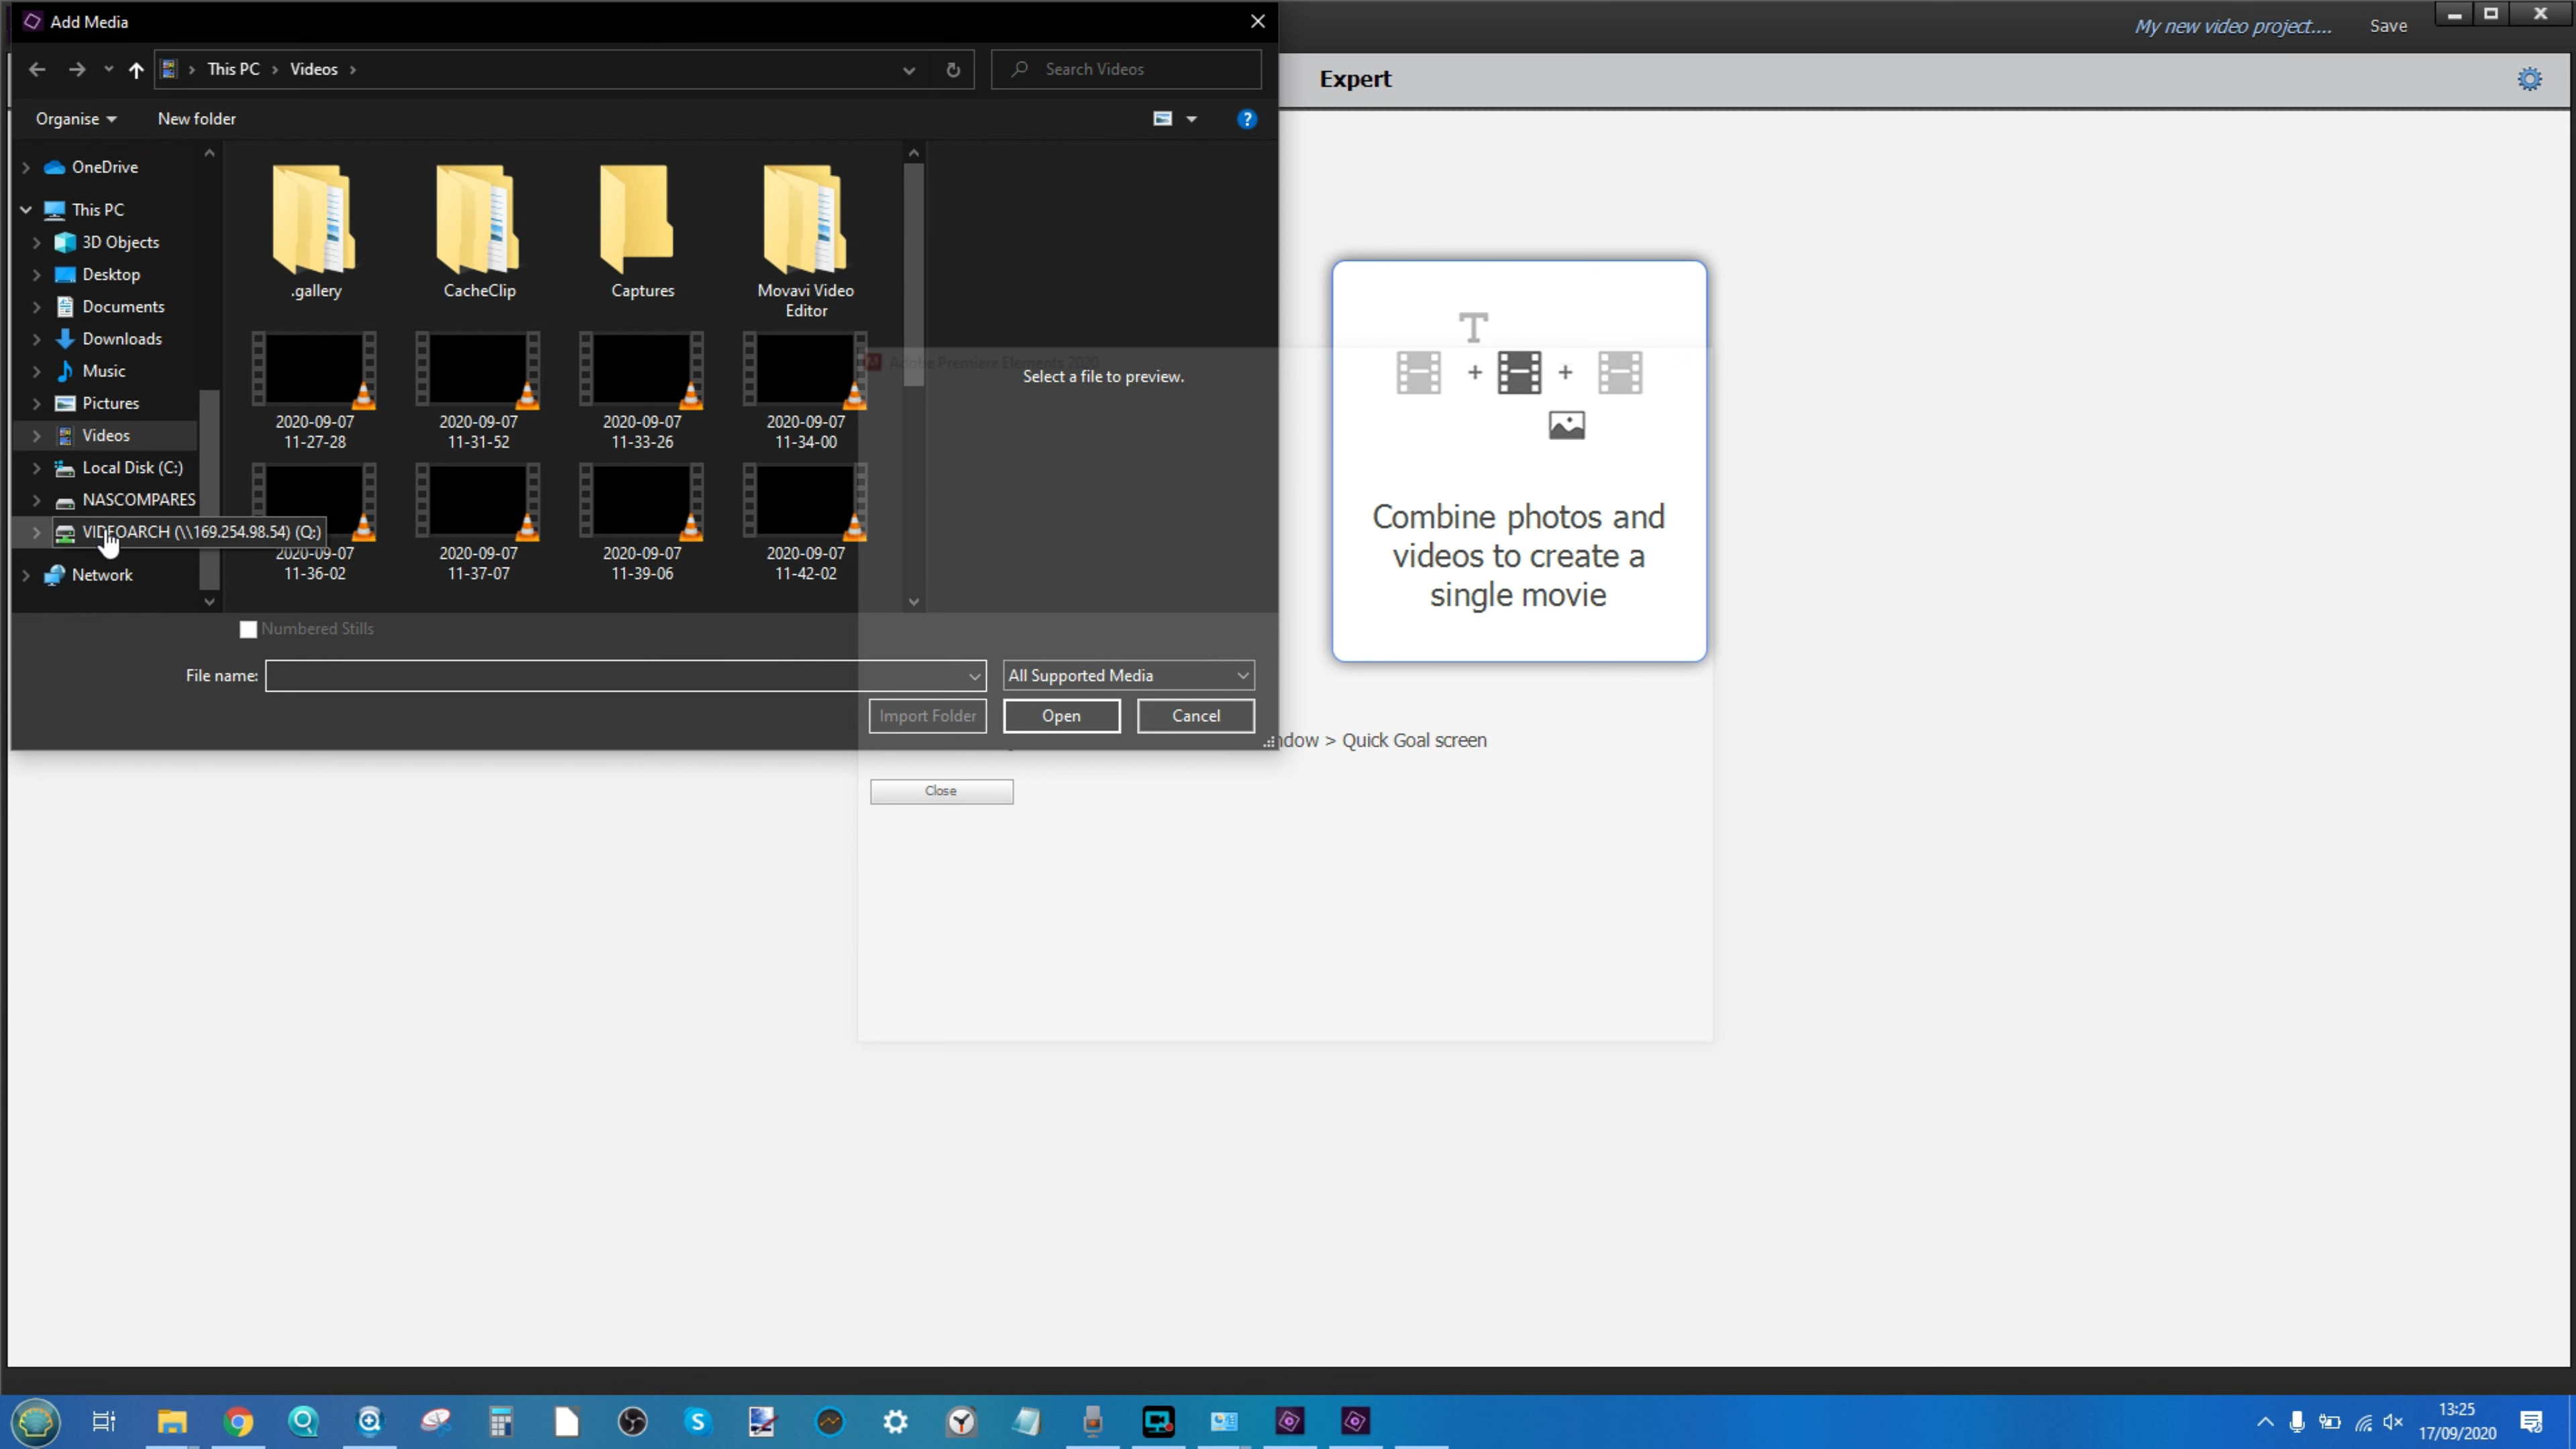 Add Media
My new video project....
Save
This PC
Videos
Search Videos
Expert
Organise
New folder
OneDrive
This PC
3D Objects
Desktop
Documents
Downloads
Music
Pictures
Videos
Local Disk (C:)
NASCOMPARES
VIDEOARCH (\\169.254.98.54) (Q:)
Network
.gallery
CacheClip
Captures
Movavi Video
Editor
2020-09-07
11-27-28
2020-09-07
11-31-52
2020-09-07
11-33-26
2020-09-07
11-34-00
2020-09-07
11-36-02
2020-09-07
11-37-07
2020-09-07
11-39-06
2020-09-07
11-42-02
Adobe Premiere Elements 2020
Select a file to preview.
T
Combine photos and
videos to create a
single movie
Numbered Stills
File name:
All Supported Media
Import Folder
Open
Cancel
> Quick Goal screen
Close
13:25
17/09/2020